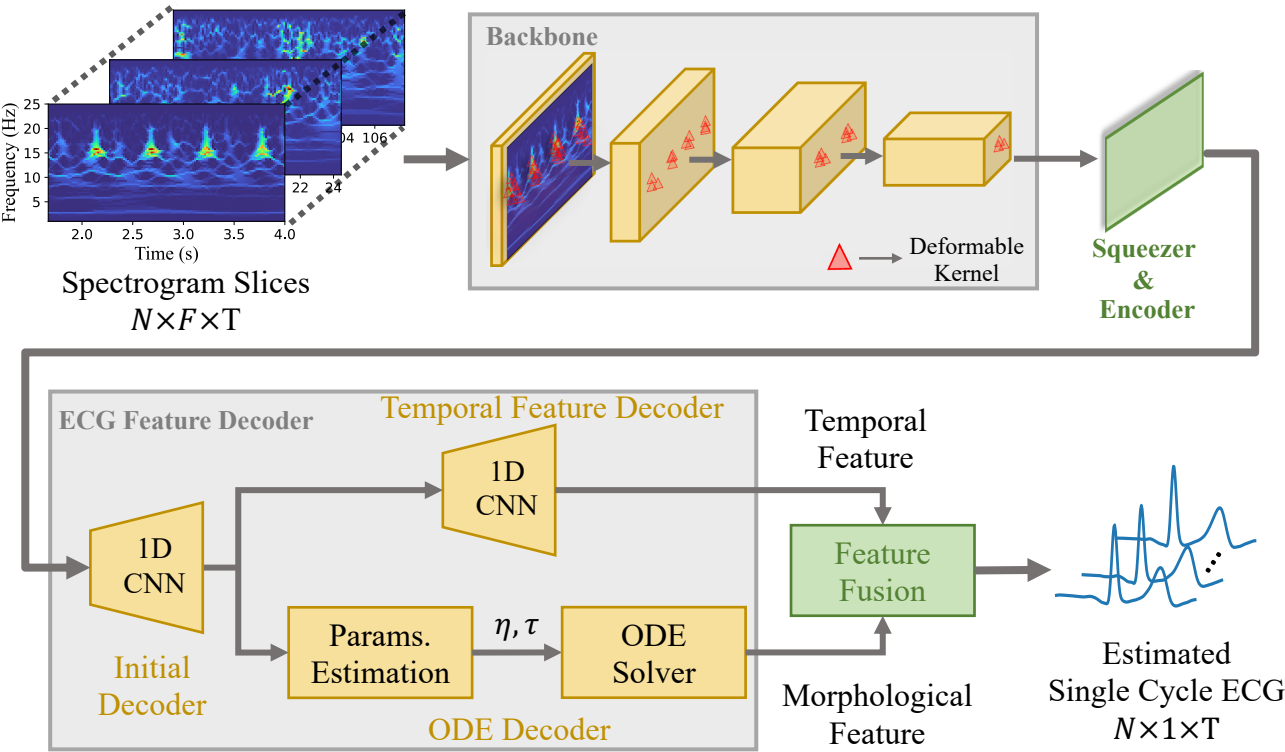 Backbone
Frequency (Hz)
25
20
15
10
5
2.0 2.5 3.0 3.5 4.0
Time (s)
22 24
04 106
Spectrogram Slices
N×F×T
Deformable
Kernel
Squeezer
&
Encoder
ECG Feature Decoder
Temporal Feature Decoder
1D
CNN
1D
CNN
Initial
Decoder
Params.
Estimation
η, τ
ODE
Solver
ODE Decoder
Temporal
Feature
Feature
Fusion
Morphological
Feature
Estimated
Single Cycle ECG
N×1×T